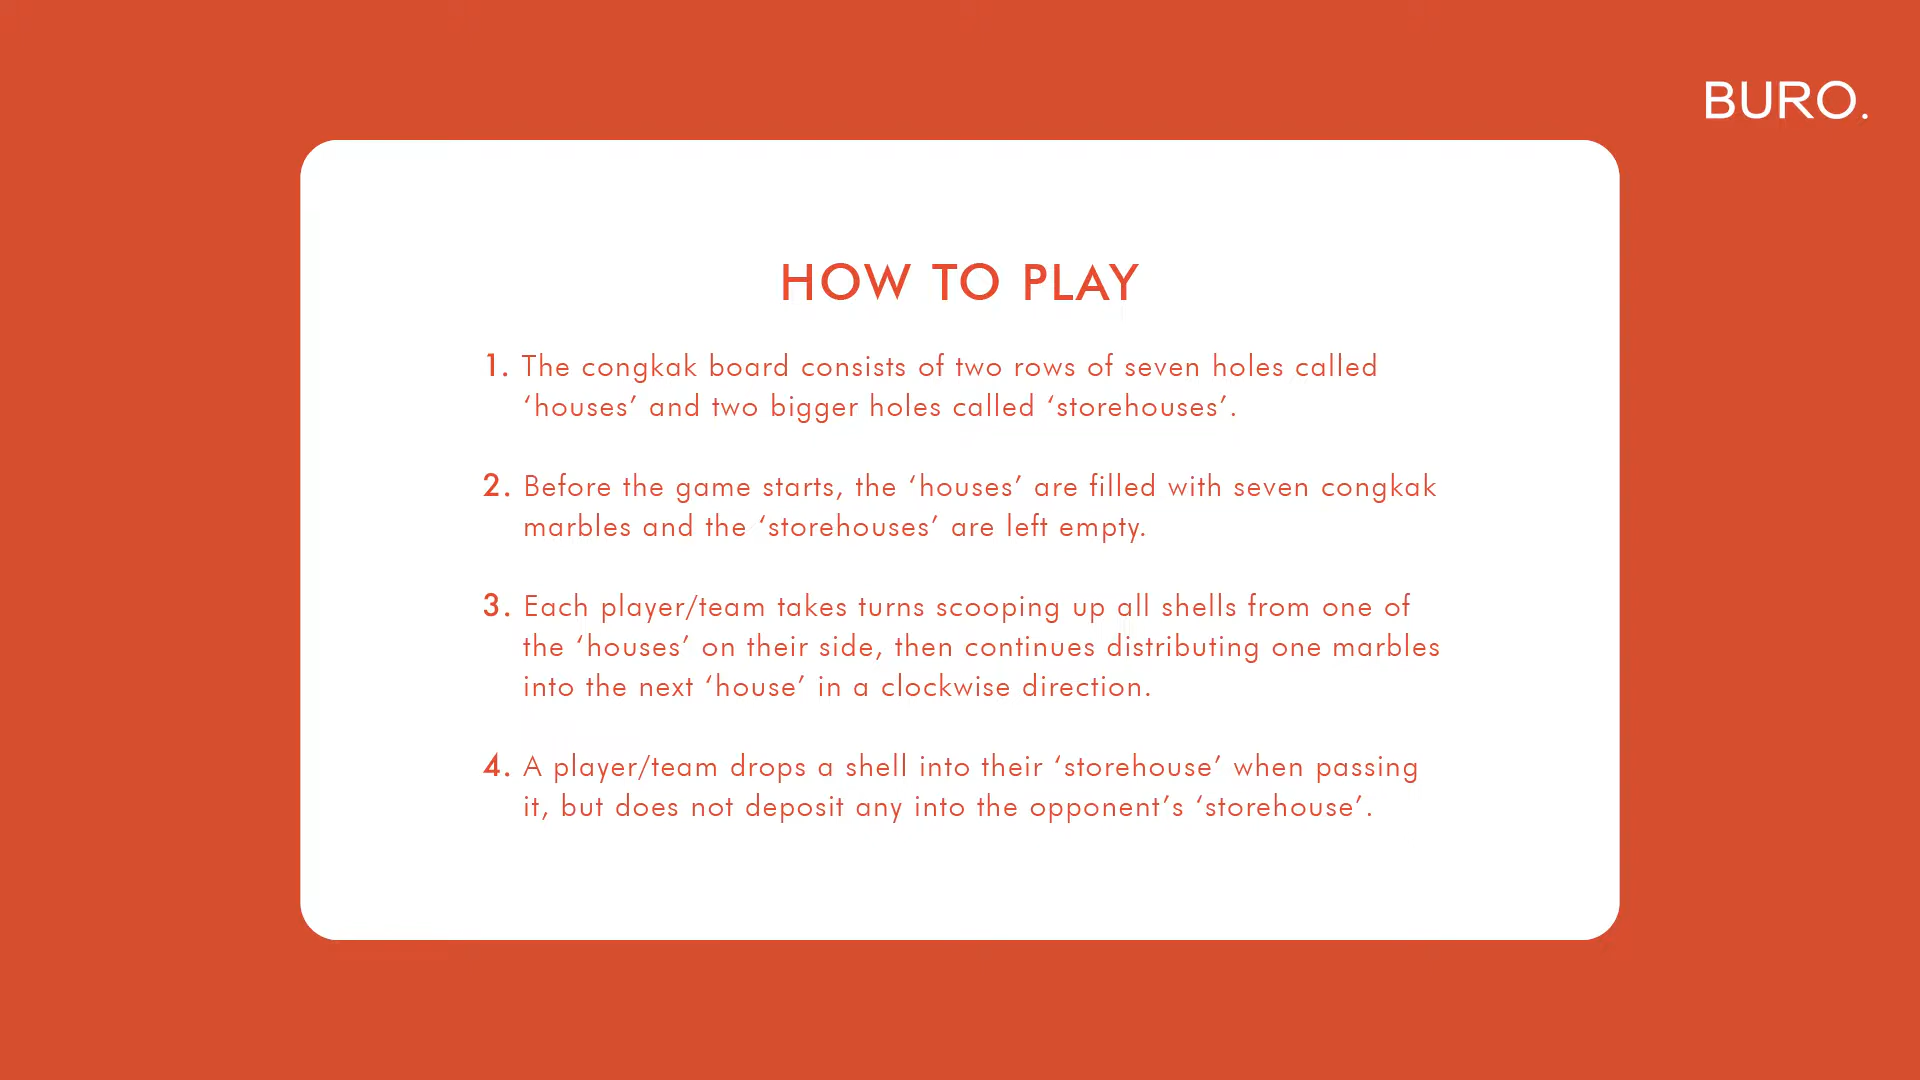 BURO.
HOW TO PLAY
1. The congkak board consists of two rows of seven holes called
‘houses’ and two bigger holes called ‘storehouses’.
2. Before the game starts, the ‘houses’ are filled with seven congkak
marbles and the ‘storehouses’ are left empty.
3. Each player/team takes turns scooping up all shells from one of
the ‘houses’ on their side, then continues distributing one marbles
into the next ‘house’ in a clockwise direction.
4. A player/team drops a shell into their ‘storehouse’ when passing
it, but does not deposit any into the opponent’s ‘storehouse’.